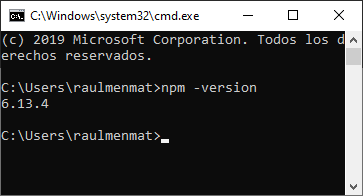 C:\Windows\system32\cmd.exe
(c) 2019 Microsoft Corporation. Todos los d
erechos reservados.
C:\Users\raulmenmat>npm -version
6.13.4
C:\Users\raulmenmat>